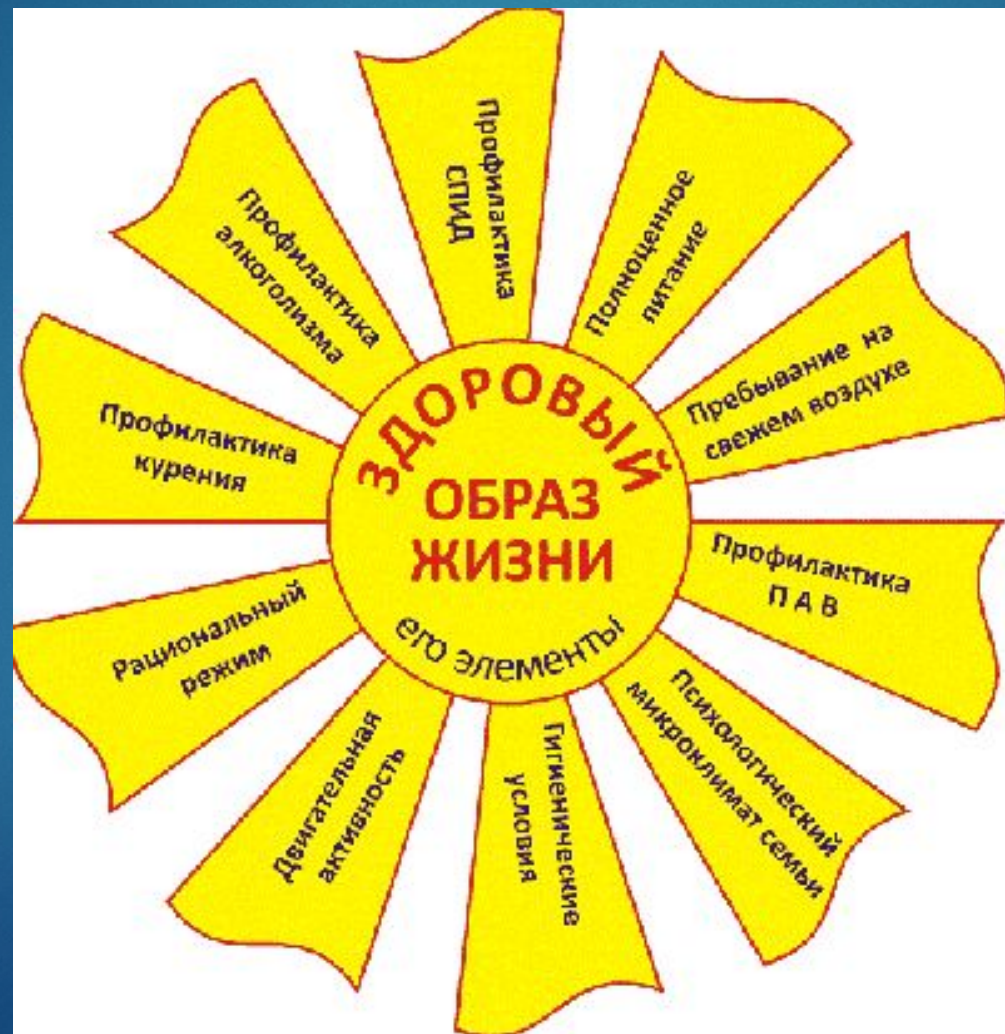 ЗДОРОВЫЙ
ОБРАЗ
ЖИЗНИ
его элементы
Профилактика
СПИД
Полноценное
питание
Пребывание на
свежем воздухе
Профилактика
П А В
Психологический
микроклимат семьи
Гигиенические
условия
Двигательная
активность
Рациональный
режим
Профилактика
курения
Профилактика
алкоголизма